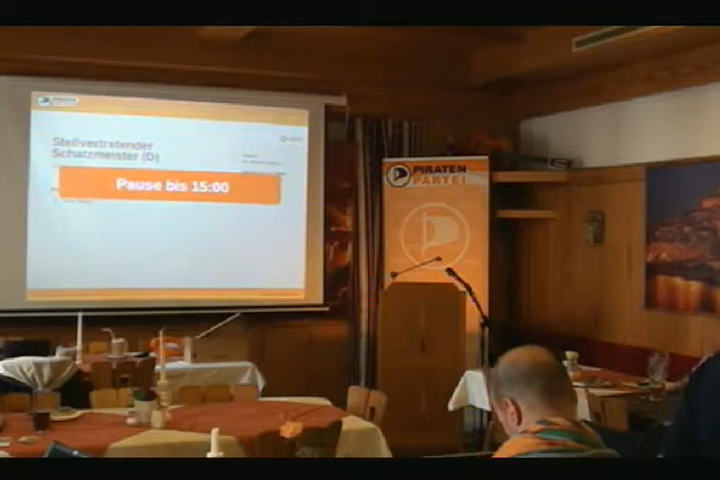 Stellvertretender
Schatzmeister (D)
Pause bis 15:00
PIRATEN
PARTEI